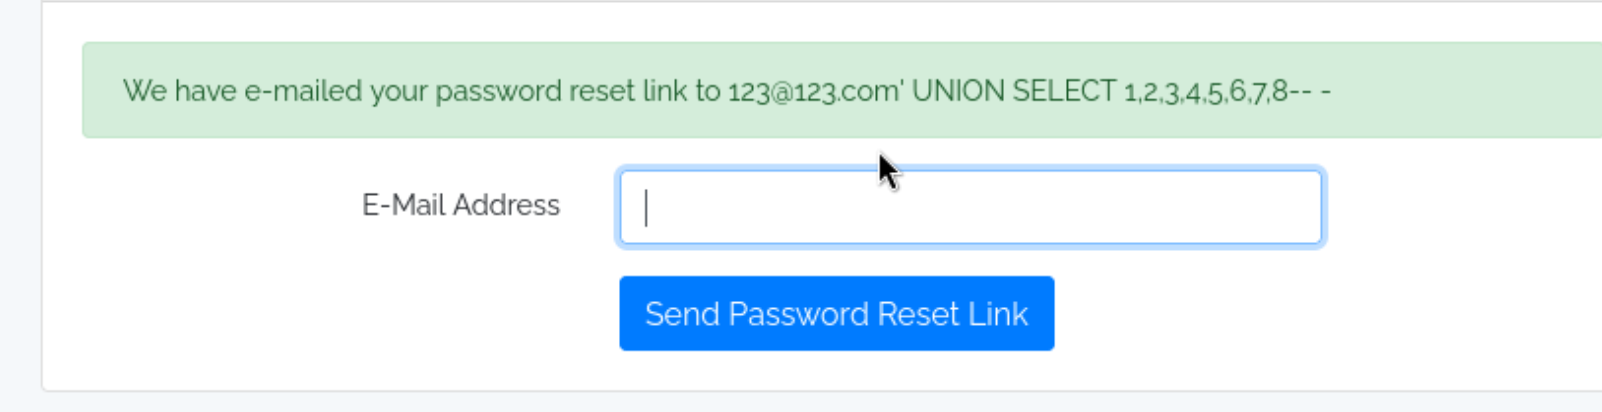 We have e-mailed your password reset link to 123@123.com' UNION SELECT 1,2,3,4,5,6,7,8-- -
E-Mail Address
Send Password Reset Link